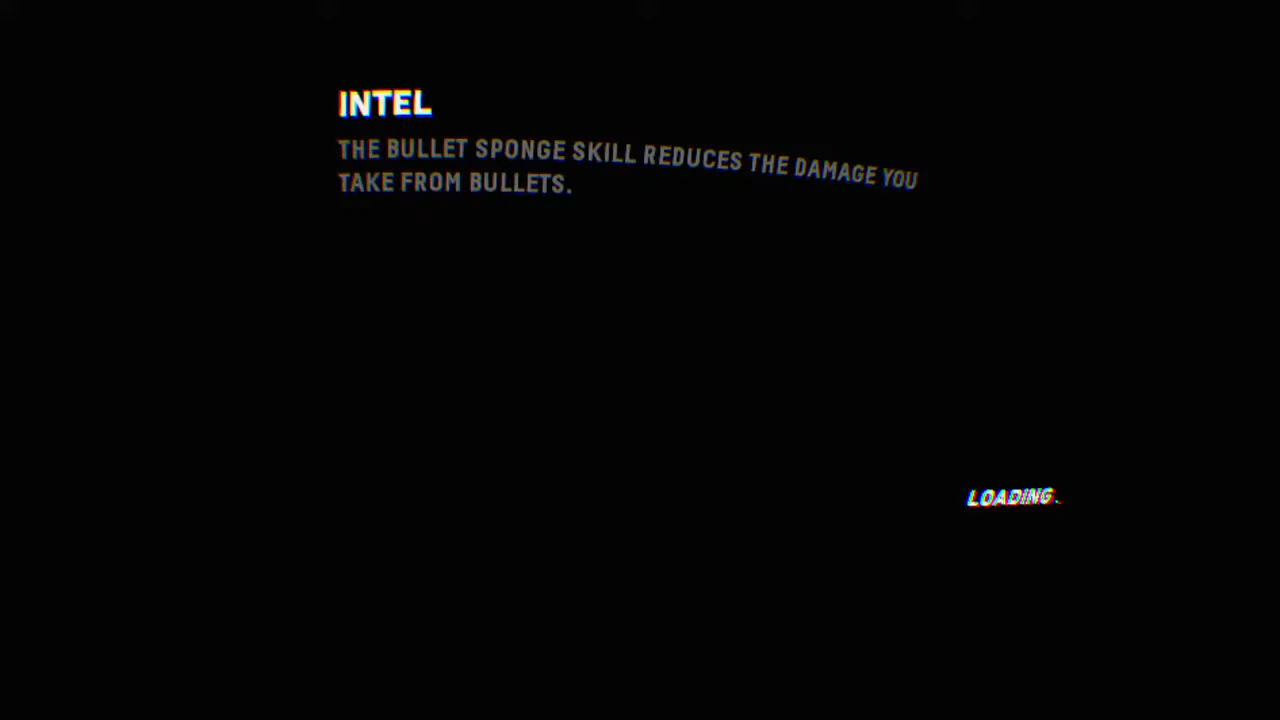 INTEL
THE BULLET SPONGE SKILL REDUCES THE DAMAGE YOU
TAKE FROM BULLETS.
LOADING.